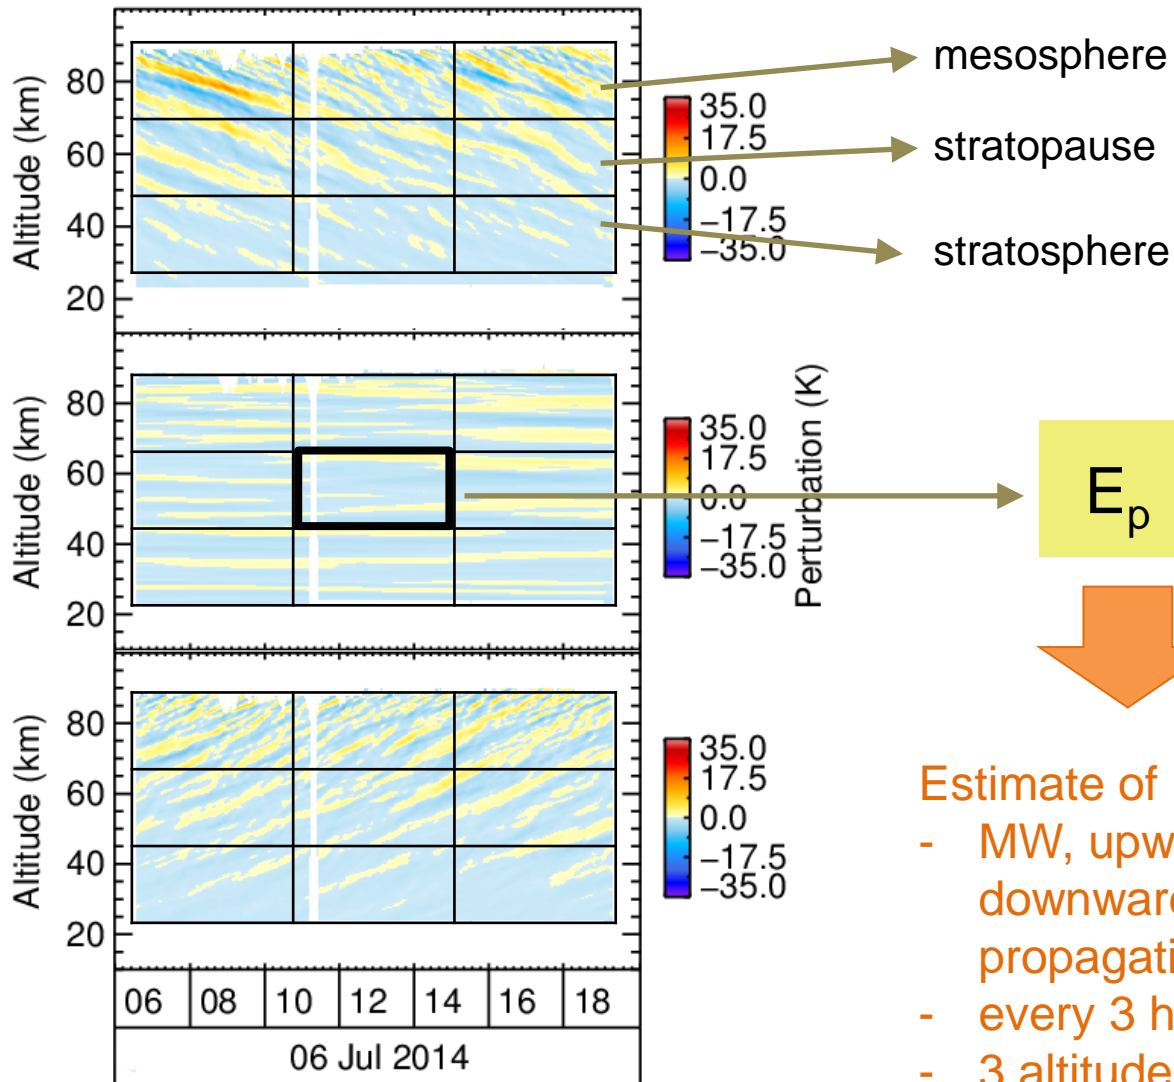 Altitude (km)
80
60
40
20
35.0
17.5
0.0
−17.5
−35.0
mesosphere
stratopause
stratosphere
Altitude (km)
80
60
40
20
35.0
17.5
0.0
−17.5
−35.0
Perturbation (K)
Ep
Altitude (km)
80
60
40
20
35.0
17.5
0.0
−17.5
−35.0
06 08 10 12 14 16 18
06 Jul 2014
Estimate of
- MW, upw
downward
propagati
- every 3 h
- 3 altitude